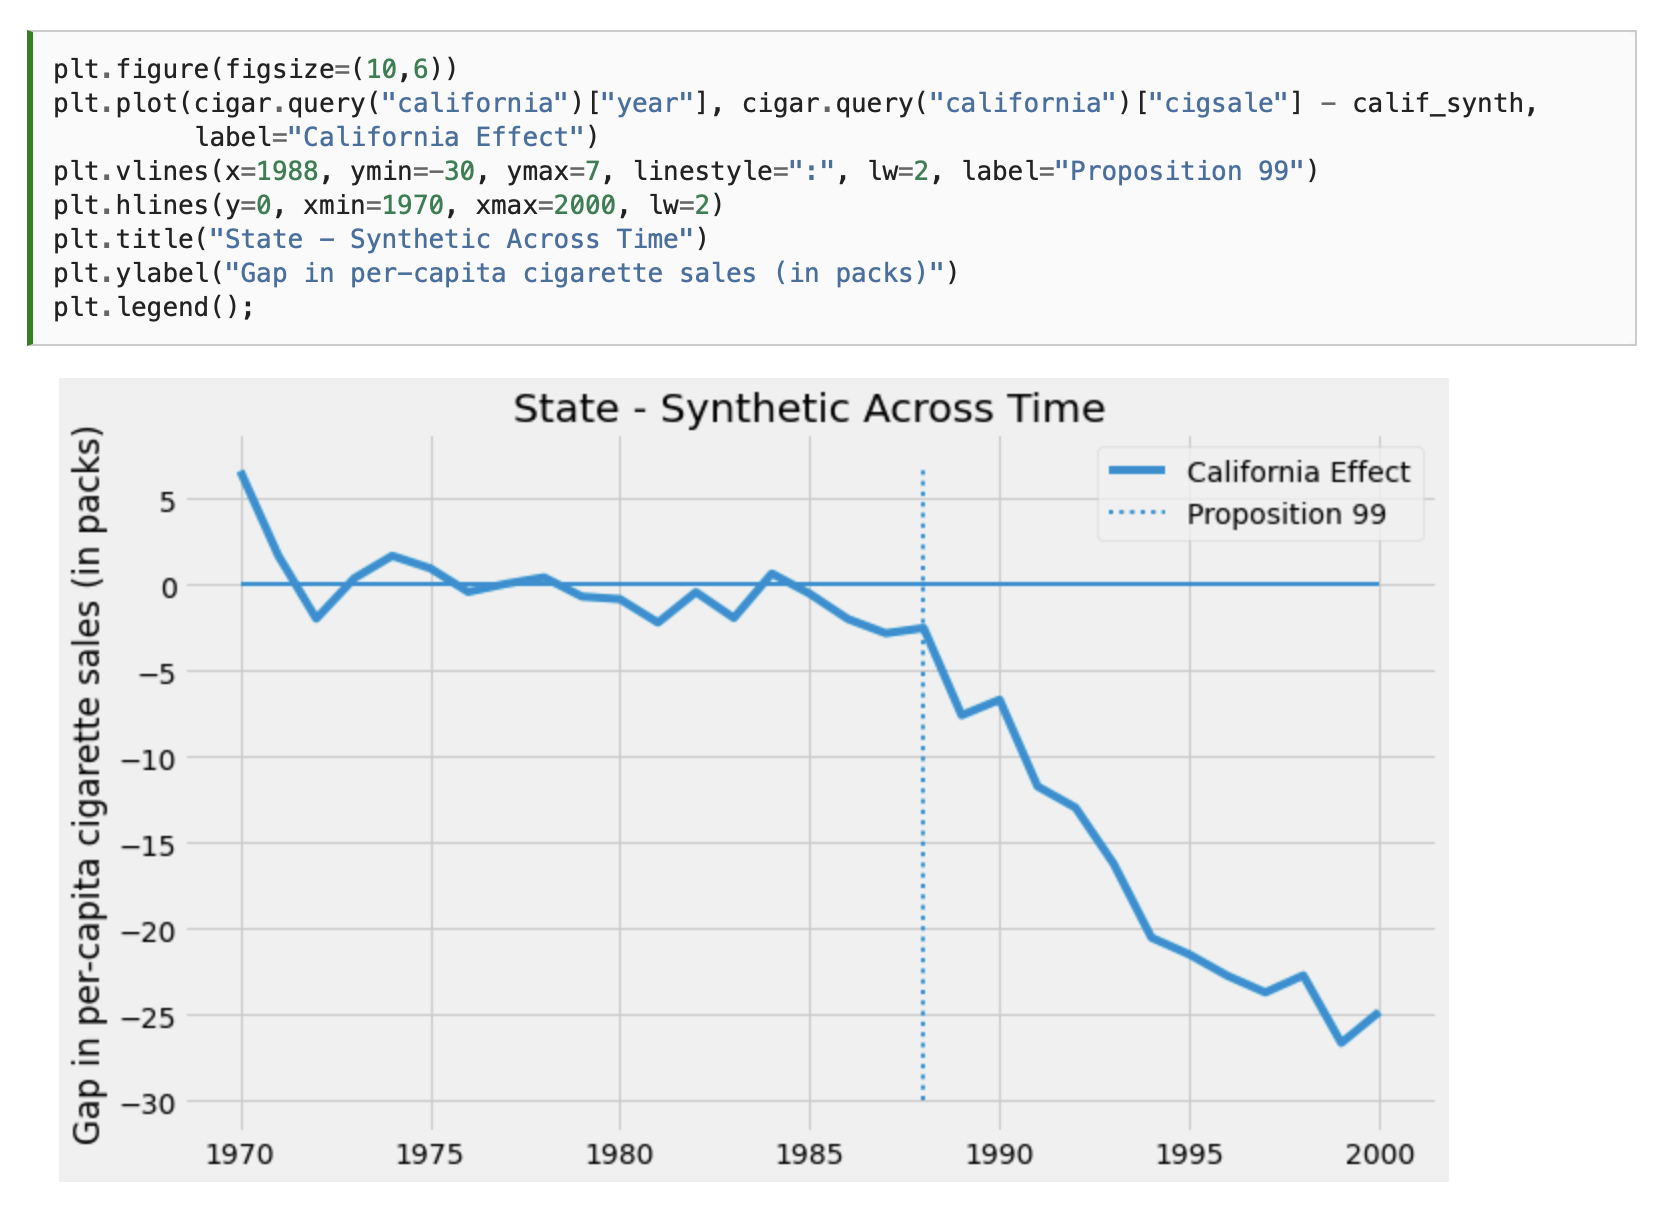 plt.figure(figsize=(10,6))
plt.plot(cigar.query("california")["year"], cigar.query("california")["cigsale"] - calif_synth,
         label="California Effect")
plt.vlines(x=1988, ymin=-30, ymax=7, linestyle=":", lw=2, label="Proposition 99")
plt.hlines(y=0, xmin=1970, xmax=2000, lw=2)
plt.title("State - Synthetic Across Time")
plt.ylabel("Gap in per-capita cigarette sales (in packs)")
plt.legend();
State - Synthetic Across Time
Gap in per-capita cigarette sales (in packs)
California Effect
Proposition 99
5
0
−5
−10
−15
−20
−25
−30
1970 1975 1980 1985 1990 1995 2000